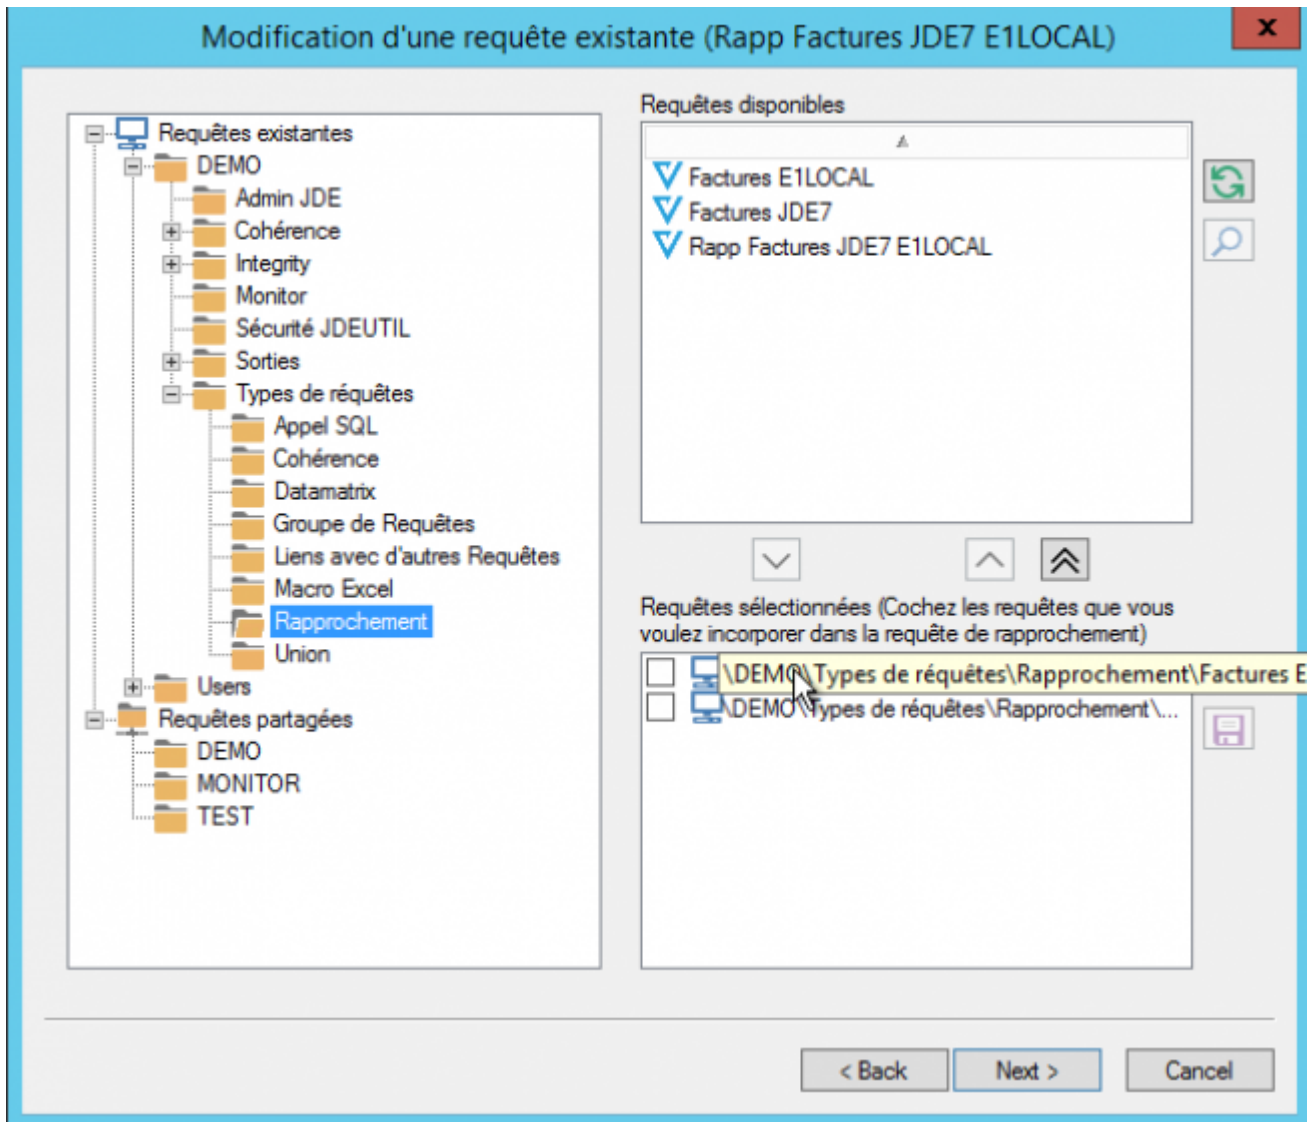 Modification d'une requête existante (Rapp Factures JDE7 E1LOCAL)
x
Requêtes existantes
DEMO
Admin JDE
Cohérence
Integrity
Monitor
Sécurité JDEUTIL
Sorties
Types de réquêtes
Appel SQL
Cohérence
Datamatrix
Groupe de Requêtes
Liens avec d'autres Requêtes
Macro Excel
Rapprochement
Union
Users
Requêtes partagées
DEMO
MONITOR
TEST
Requêtes disponibles
Factures E1LOCAL
Factures JDE7
Rapp Factures JDE7 E1LOCAL
Requêtes sélectionnées (Cochez les requêtes que vous
voulez incorporer dans la requête de rapprochement)
\DEMO\Types de réquêtes\Rapprochement\Factures E
\DEMO\Types de réquêtes\Rapprochement\...
< Back
Next >
Cancel